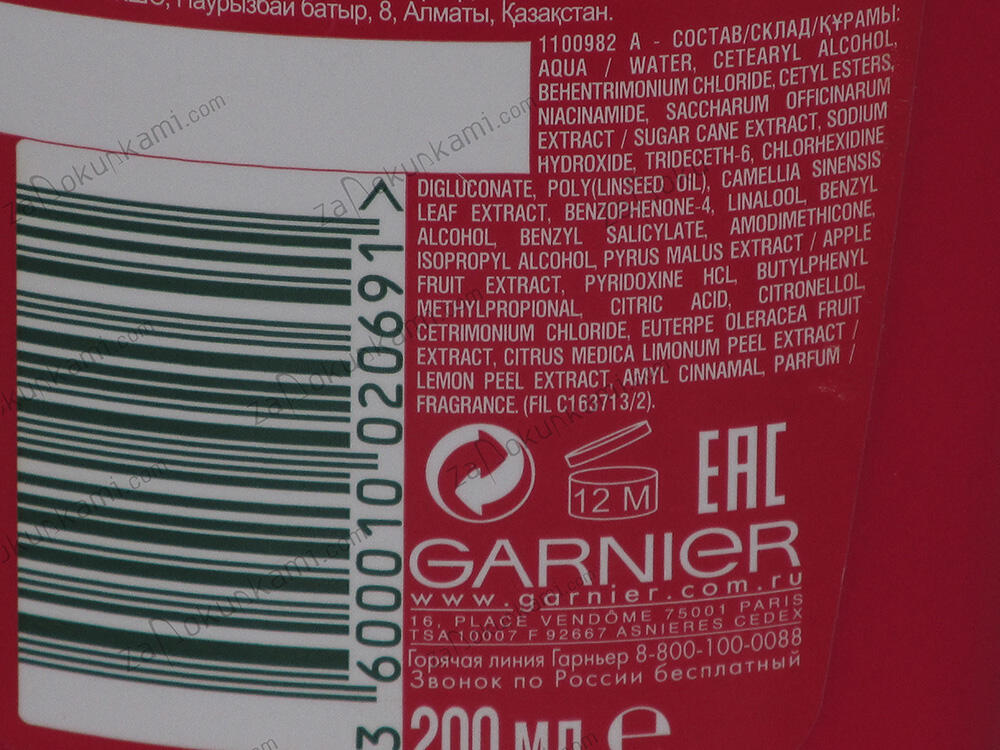 Наурызбай батыр, 8, Алматы, Қазақстан.
1100982 A - СОСТАВ/СКЛАД/ҚҰРАМЫ:
AQUA / WATER, CETEARYL ALCOHOL,
BEHENTRIMONIUM CHLORIDE, CETYL ESTERS,
NIACINAMIDE, SACCHARUM OFFICINARUM
EXTRACT / SUGAR CANE EXTRACT, SODIUM
HYDROXIDE, TRIDECETH-6, CHLORHEXIDINE
DIGLUCONATE, POLY(LINSEED OIL), CAMELLIA SINENSIS
LEAF EXTRACT, BENZOPHENONE-4, LINALOOL, BENZYL
ALCOHOL, BENZYL SALICYLATE, AMODIMETHICONE,
ISOPROPYL ALCOHOL, PYRUS MALUS EXTRACT / APPLE
FRUIT EXTRACT, PYRIDOXINE HCL, BUTYLPHENYL
METHYLPROPIONAL, CITRIC ACID, CITRONELLOL,
CETRIMONIUM CHLORIDE, EUTERPE OLERACEA FRUIT
EXTRACT, CITRUS MEDICA LIMONUM PEEL EXTRACT /
LEMON PEEL EXTRACT, AMYL CINNAMAL, PARFUM /
FRAGRANCE. (FIL C163713/2).
12 M
EAC
GARNIER
www.garnier.com.ru
16, PLACE VENDÔME 75001 PARIS
TSA 10007 F 92667 ASNIERES CEDEX
Горячая линия Гарньер 8-800-100-0088
Звонок по России бесплатный
200 мл e
3 600010 020691 >
zaPokunkami.com